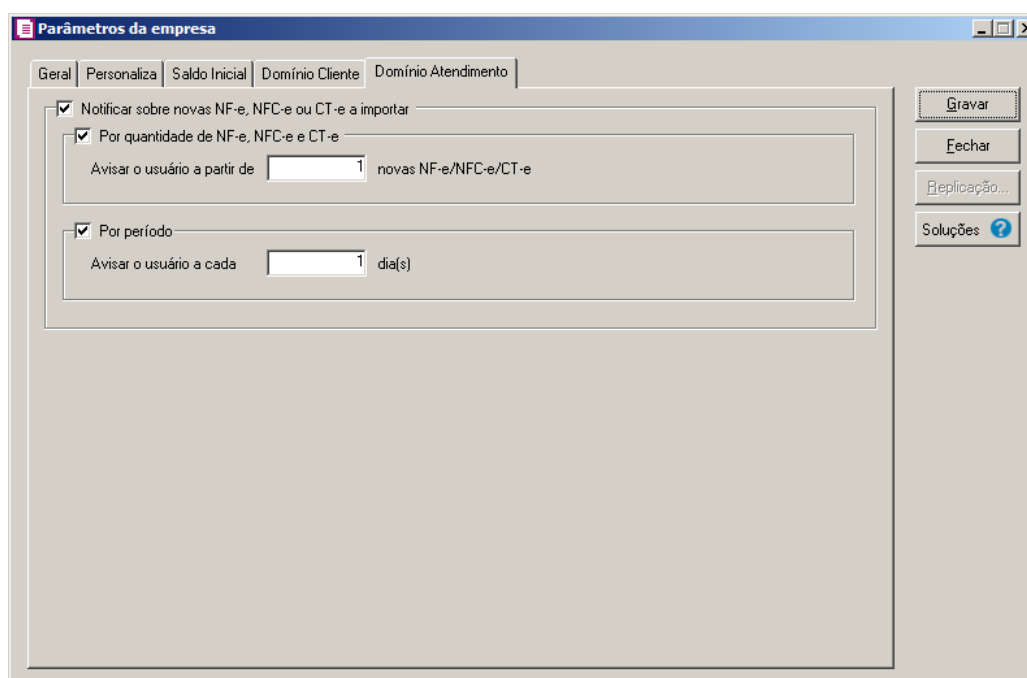 Parâmetros da empresa
Geral Personaliza Saldo Inicial Domínio Cliente Domínio Atendimento
Notificar sobre novas NF-e, NFC-e ou CT-e a importar
Por quantidade de NF-e, NFC-e e CT-e
Avisar o usuário a partir de 1 novas NF-e/NFC-e/CT-e
Por período
Avisar o usuário a cada 1 dia(s)
Gravar
Fechar
Replicação...
Soluções ?